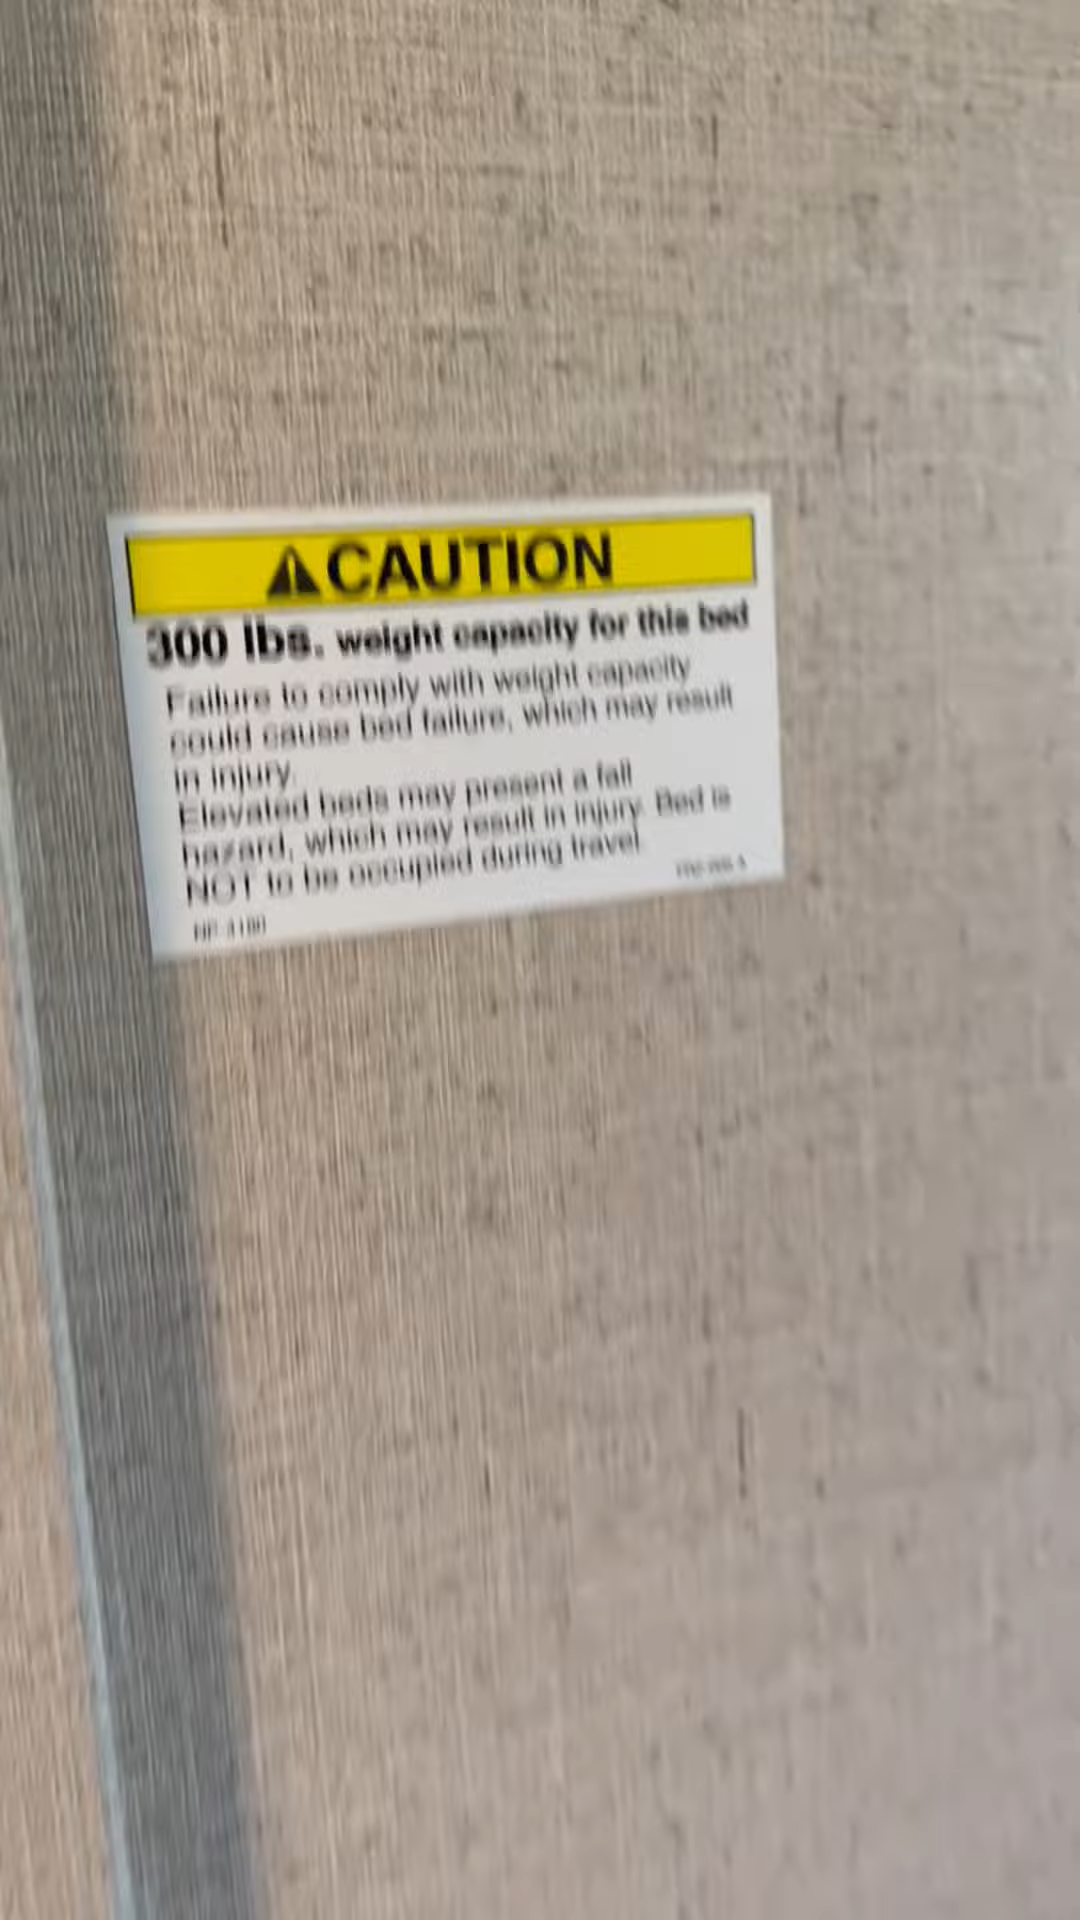 CAUTION
300 lbs. weight capacity for this bed
Failure to comply with weight capacity
could cause bed failure, which may result
in injury.
Elevated beds may present a fall
hazard, which may result in injury. Bed is
NOT to be occupied during travel.